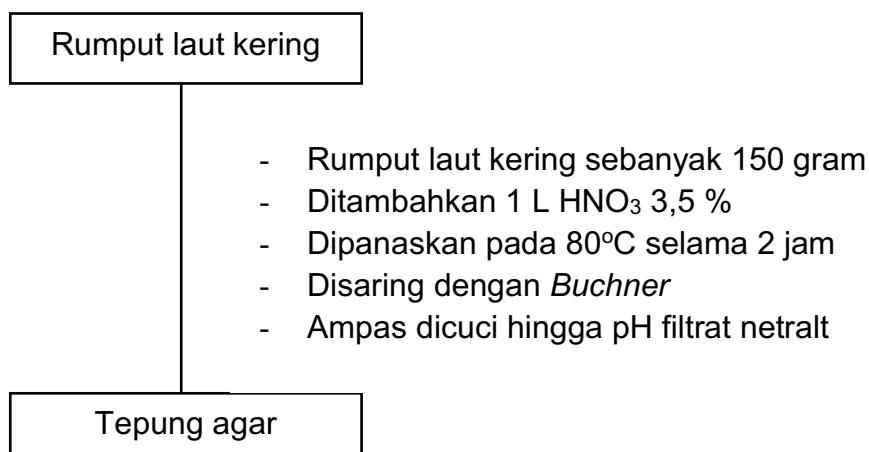 Rumput laut kering
- Rumput laut kering sebanyak 150 gram
- Ditambahkan 1 L HNO₃ 3,5 %
- Dipanaskan pada 80ºC selama 2 jam
- Disaring dengan Buchner
- Ampas dicuci hingga pH filtrat netralt
Tepung agar